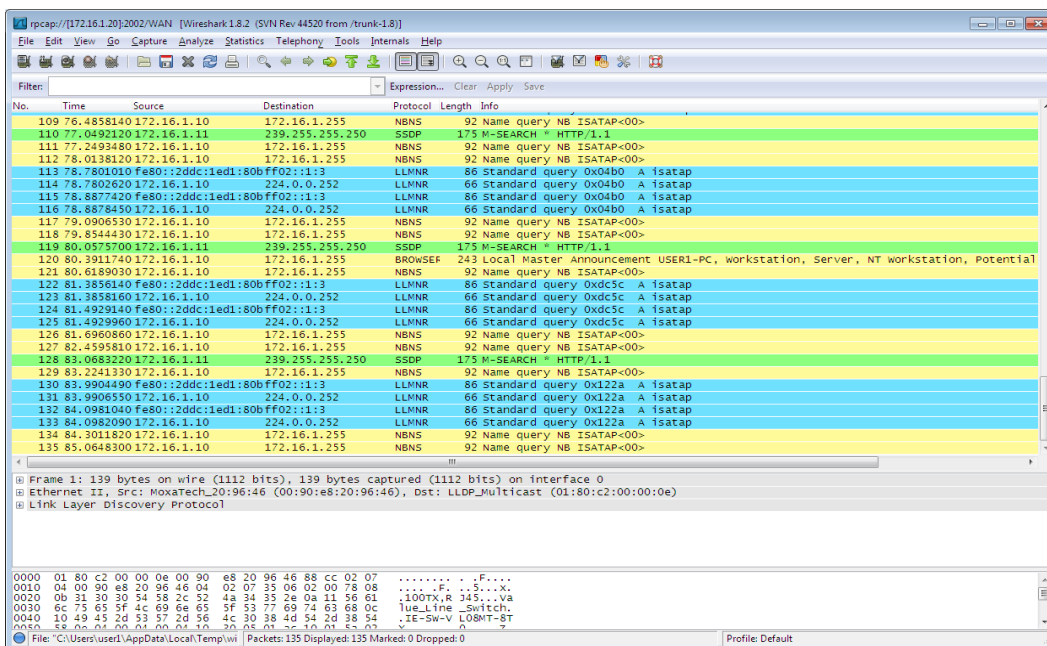 rpcap://[172.16.1.20]:2002/WAN [Wireshark 1.8.2 (SVN Rev 44520 from /trunk-1.8)]
File Edit View Go Capture Analyze Statistics Telephony Tools Internals Help
Filter: Expression... Clear Apply Save
No. Time Source Destination Protocol Length Info
109 76.4858140 172.16.1.10 172.16.1.255 NBNS 92 Name query NB ISATAP<00>
110 77.0492120 172.16.1.11 239.255.255.250 SSDP 175 M-SEARCH * HTTP/1.1
111 77.2493480 172.16.1.10 172.16.1.255 NBNS 92 Name query NB ISATAP<00>
112 78.0138120 172.16.1.10 172.16.1.255 NBNS 92 Name query NB ISATAP<00>
113 78.7801010 fe80::2ddc:1ed1:80bff02::1:3 LLMNR 86 Standard query 0x04b0 A isatap
114 78.7802620 172.16.1.10 224.0.0.252 LLMNR 66 Standard query 0x04b0 A isatap
115 78.8877420 fe80::2ddc:1ed1:80bff02::1:3 LLMNR 86 Standard query 0x04b0 A isatap
116 78.8878450 172.16.1.10 224.0.0.252 LLMNR 66 Standard query 0x04b0 A isatap
117 79.0906530 172.16.1.10 172.16.1.255 NBNS 92 Name query NB ISATAP<00>
118 79.8544430 172.16.1.10 172.16.1.255 NBNS 92 Name query NB ISATAP<00>
119 80.0575700 172.16.1.11 239.255.255.250 SSDP 175 M-SEARCH * HTTP/1.1
120 80.3911740 172.16.1.10 172.16.1.255 BROWSER 243 Local Master Announcement USER1-PC, Workstation, Server, NT Workstation, Potential
121 80.6189030 172.16.1.10 172.16.1.255 NBNS 92 Name query NB ISATAP<00>
122 81.3856140 fe80::2ddc:1ed1:80bff02::1:3 LLMNR 86 Standard query 0xdc5c A isatap
123 81.3858160 172.16.1.10 224.0.0.252 LLMNR 66 Standard query 0xdc5c A isatap
124 81.4929140 fe80::2ddc:1ed1:80bff02::1:3 LLMNR 86 Standard query 0xdc5c A isatap
125 81.4929960 172.16.1.10 224.0.0.252 LLMNR 66 Standard query 0xdc5c A isatap
126 81.6960860 172.16.1.10 172.16.1.255 NBNS 92 Name query NB ISATAP<00>
127 82.4595810 172.16.1.10 172.16.1.255 NBNS 92 Name query NB ISATAP<00>
128 83.0683220 172.16.1.11 239.255.255.250 SSDP 175 M-SEARCH * HTTP/1.1
129 83.2241330 172.16.1.10 172.16.1.255 NBNS 92 Name query NB ISATAP<00>
130 83.9904490 fe80::2ddc:1ed1:80bff02::1:3 LLMNR 86 Standard query 0x122a A isatap
131 83.9906550 172.16.1.10 224.0.0.252 LLMNR 66 Standard query 0x122a A isatap
132 84.0981040 fe80::2ddc:1ed1:80bff02::1:3 LLMNR 86 Standard query 0x122a A isatap
133 84.0982090 172.16.1.10 224.0.0.252 LLMNR 66 Standard query 0x122a A isatap
134 84.3011820 172.16.1.10 172.16.1.255 NBNS 92 Name query NB ISATAP<00>
135 85.0648300 172.16.1.10 172.16.1.255 NBNS 92 Name query NB ISATAP<00>
Frame 1: 139 bytes on wire (1112 bits), 139 bytes captured (1112 bits) on interface 0
Ethernet II, Src: MoxaTech_20:96:46 (00:90:e8:20:96:46), Dst: LLDP_Multicast (01:80:c2:00:00:0e)
Link Layer Discovery Protocol
0000 01 80 c2 00 00 0e 00 90 e8 20 96 46 88 cc 02 07 ........ . .F....
0010 04 00 90 e8 20 96 46 04 02 07 35 06 02 00 78 08 .... .F. ..5...x.
0020 0b 31 30 30 54 58 2c 52 4a 34 35 2e 0a 11 56 61 .100TX,R J45...Va
0030 6c 75 65 5f 4c 69 6e 65 5f 53 77 69 74 63 68 0c lue_Line _Switch.
0040 10 49 45 2d 53 57 2d 56 4c 30 38 4d 54 2d 38 54 .IE-SW-V L08MT-8T
File: "C:\Users\user1\AppData\Local\Temp\wi Packets: 135 Displayed: 135 Marked: 0 Dropped: 0 Profile: Default